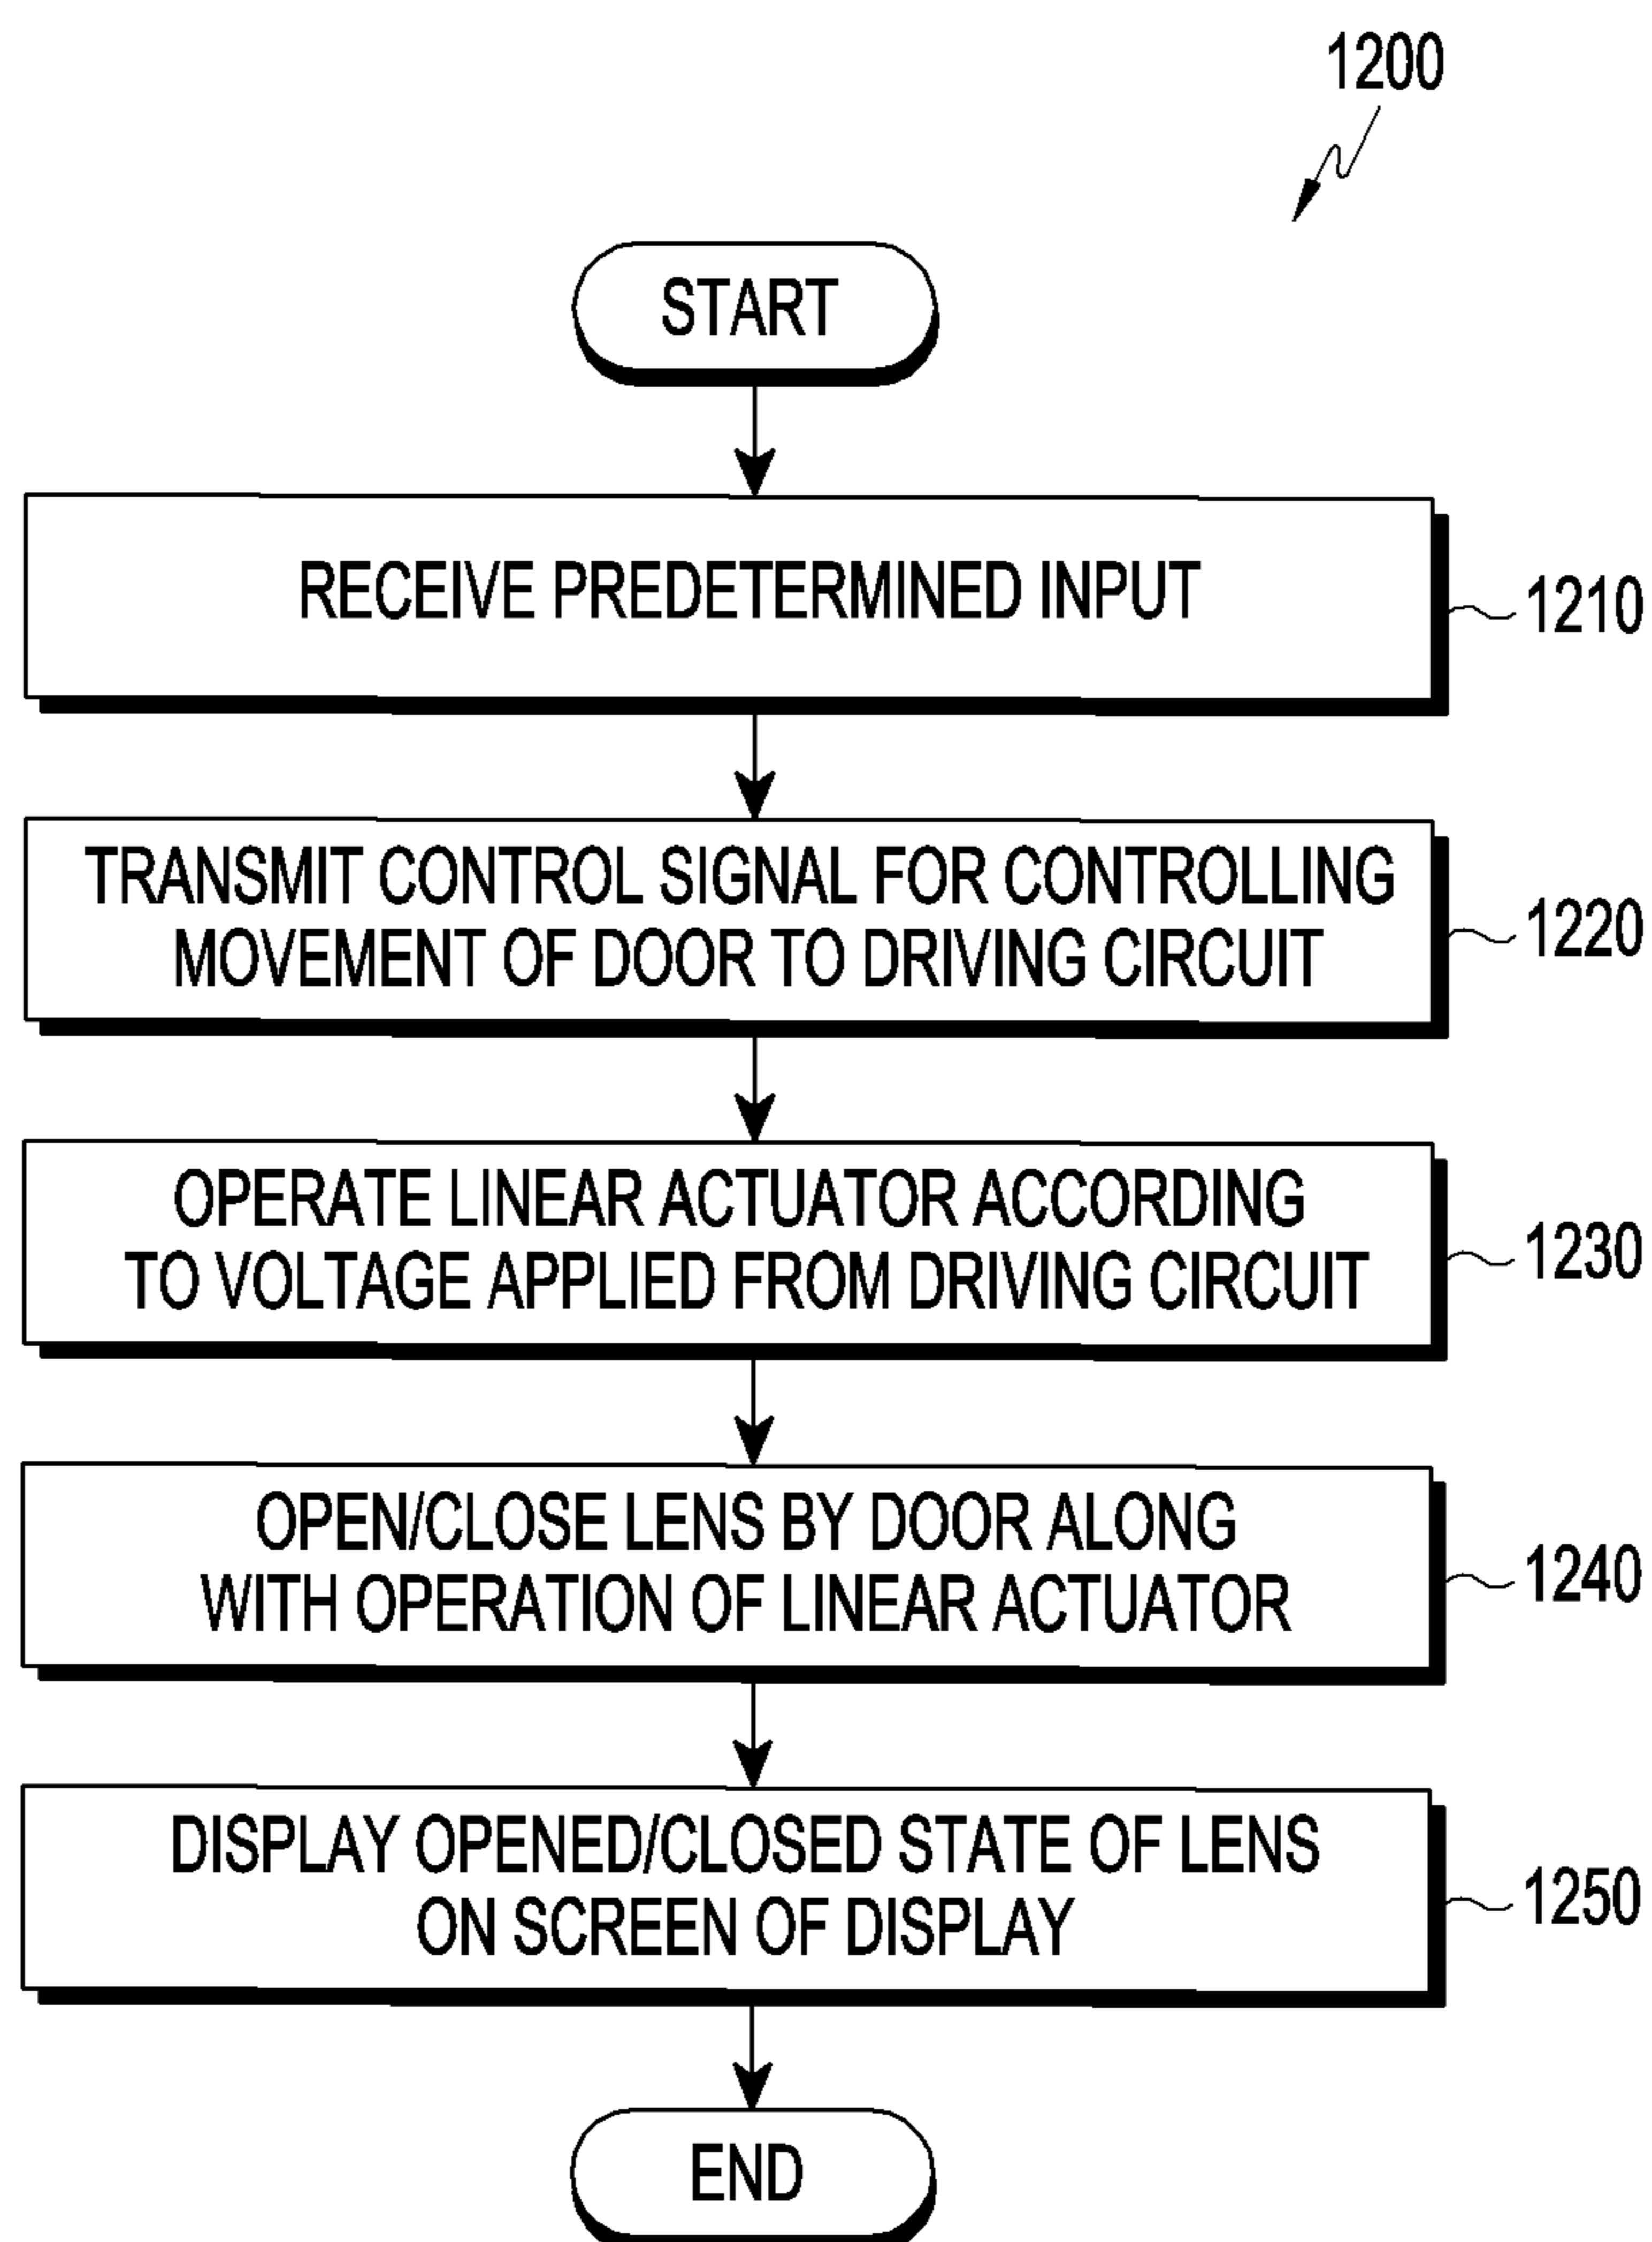 1200
START
RECEIVE PREDETERMINED INPUT
1210
TRANSMIT CONTROL SIGNAL FOR CONTROLLING
MOVEMENT OF DOOR TO DRIVING CIRCUIT
1220
OPERATE LINEAR ACTUATOR ACCORDING
TO VOLTAGE APPLIED FROM DRIVING CIRCUIT
1230
OPEN/CLOSE LENS BY DOOR ALONG
WITH OPERATION OF LINEAR ACTUATOR
1240
DISPLAY OPENED/CLOSED STATE OF LENS
ON SCREEN OF DISPLAY
1250
END